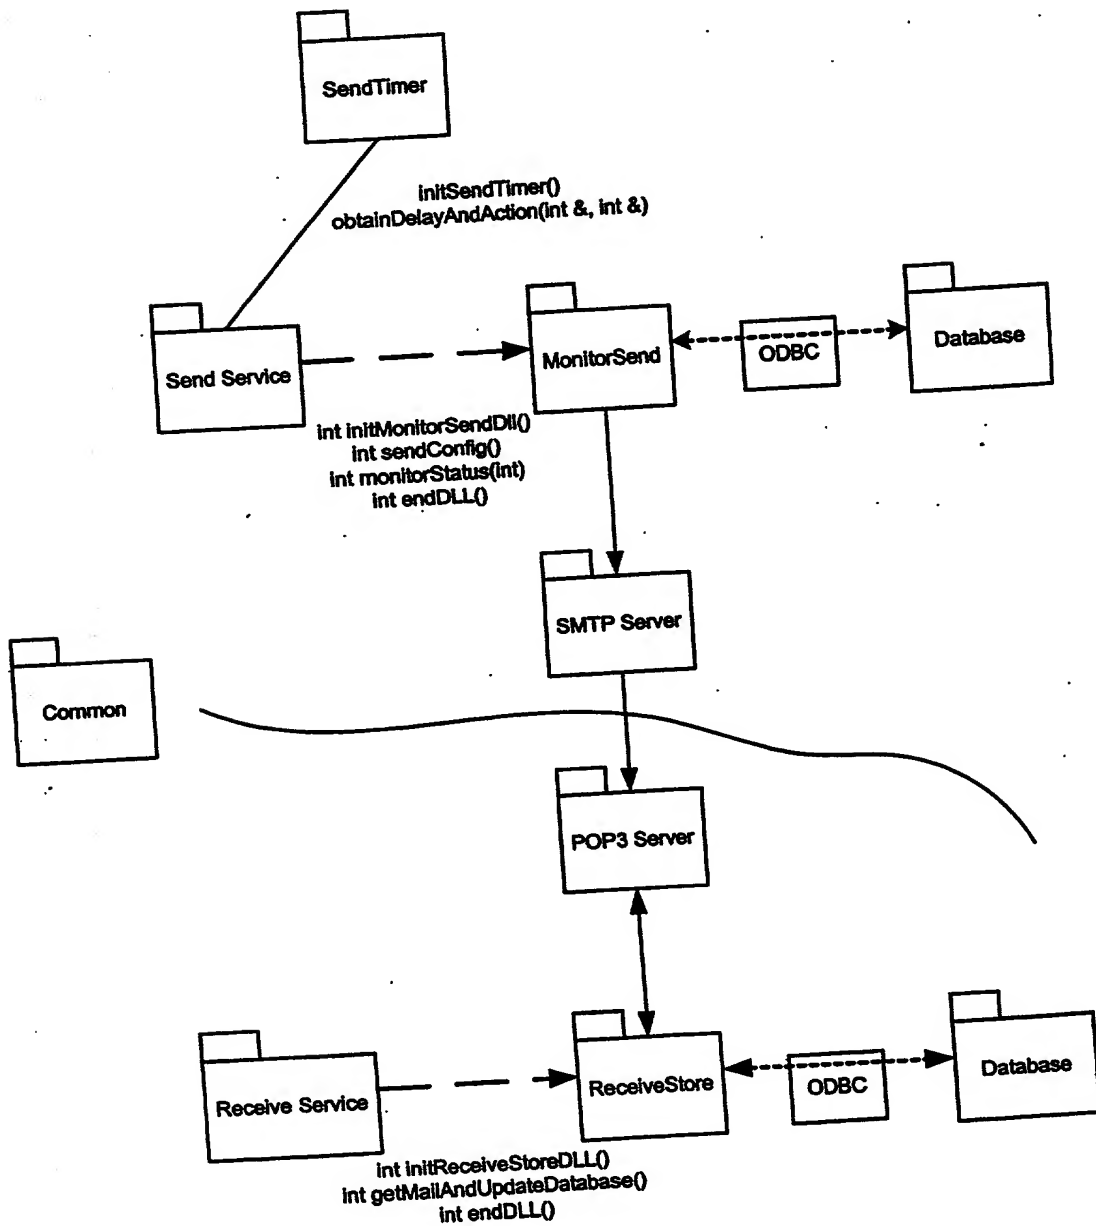 SendTimer
initSendTimer()
obtainDelayAndAction(int &, int &)
Send Service
MonitorSend
ODBC
Database
int initMonitorSendDll()
int sendConfig()
int monitorStatus(int)
int endDLL()
SMTP Server
Common
POP3 Server
Receive Service
ReceiveStore
ODBC
Database
int initReceiveStoreDLL()
int getMailAndUpdateDatabase()
int endDLL()